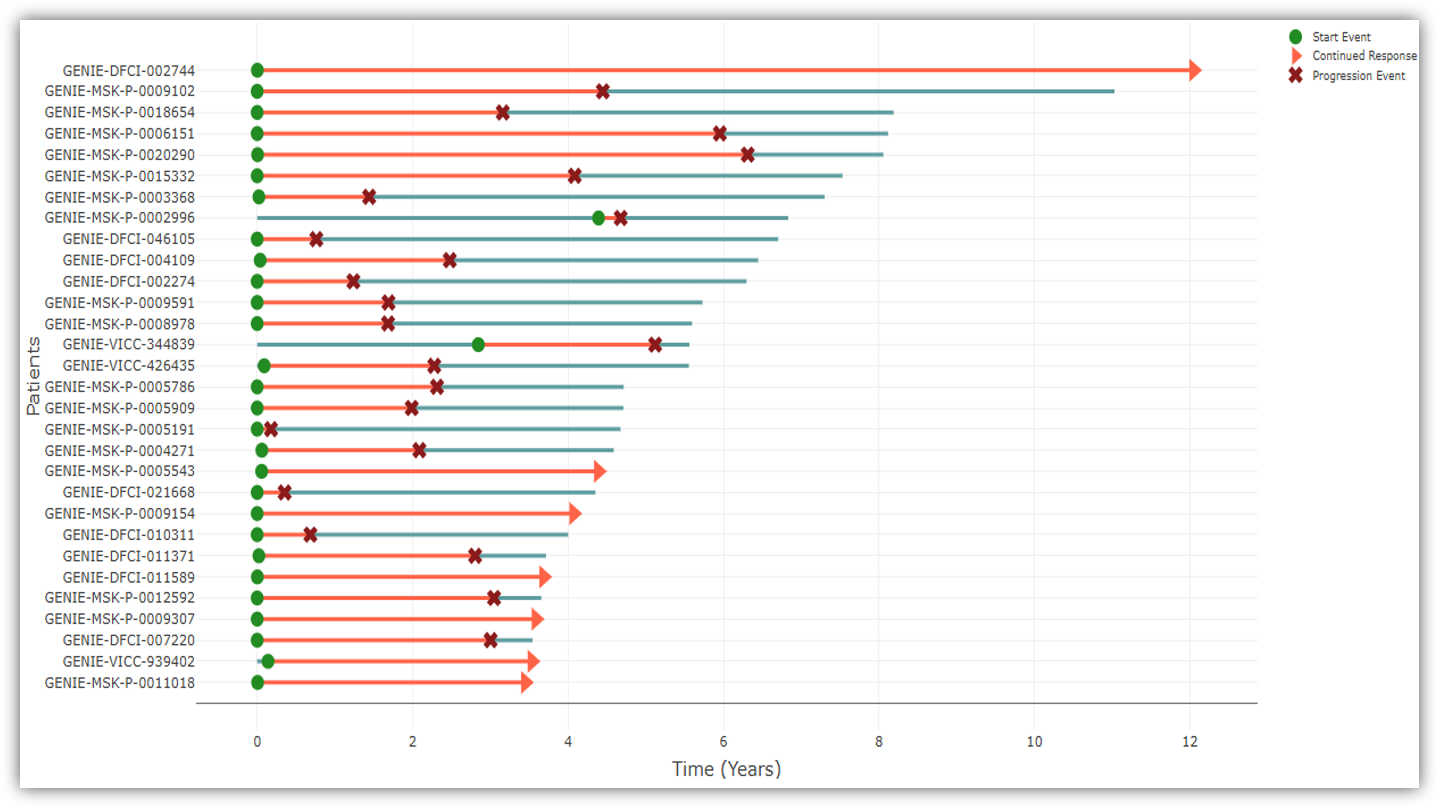 Start Event
Continued Response
Progression Event
GENIE-DFCI-002744
GENIE-MSK-P-0009102
GENIE-MSK-P-0018654
GENIE-MSK-P-0006151
GENIE-MSK-P-0020290
GENIE-MSK-P-0015332
GENIE-MSK-P-0003368
GENIE-MSK-P-0002996
GENIE-DFCI-046105
GENIE-DFCI-004109
GENIE-DFCI-002274
GENIE-MSK-P-0009591
GENIE-MSK-P-0008978
GENIE-VICC-344839
GENIE-VICC-426435
GENIE-MSK-P-0005786
GENIE-MSK-P-0005909
GENIE-MSK-P-0005191
GENIE-MSK-P-0004271
GENIE-MSK-P-0005543
GENIE-DFCI-021668
GENIE-MSK-P-0009154
GENIE-DFCI-010311
GENIE-DFCI-011371
GENIE-DFCI-011589
GENIE-MSK-P-0012592
GENIE-MSK-P-0009307
GENIE-DFCI-007220
GENIE-VICC-939402
GENIE-MSK-P-0011018
Patients
0 2 4 6 8 10 12
Time (Years)